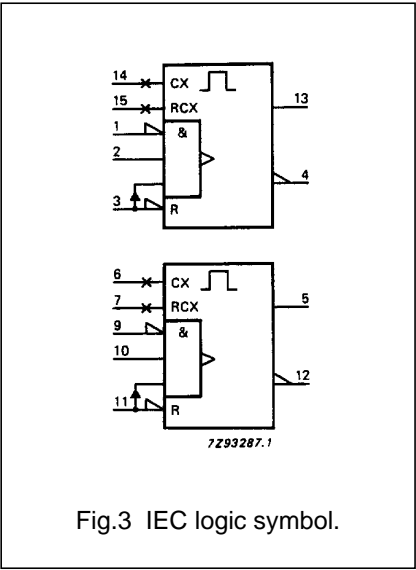 14 CX
15 RCX 13
1 &
2
4
3 R
6 CX
7 RCX 5
9 &
10
12
11 R
7Z93287.1
Fig.3 IEC logic symbol.